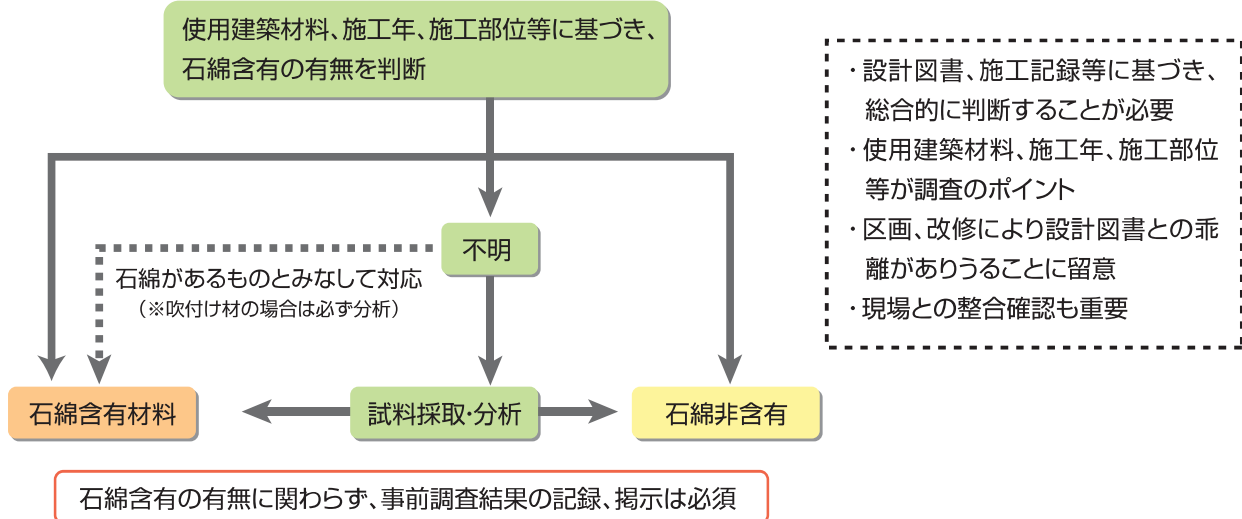 使用建築材料、施工年、施工部位等に基づき、
石綿含有の有無を判断
・設計図書、施工記録等に基づき、
総合的に判断することが必要
・使用建築材料、施工年、施工部位
等が調査のポイント
・区画、改修により設計図書との乖
離がありうることに留意
・現場との整合確認も重要
不明
石綿があるものとみなして対応
（※吹付け材の場合は必ず分析）
石綿含有材料
試料採取・分析
石綿非含有
石綿含有の有無に関わらず、事前調査結果の記録、掲示は必須